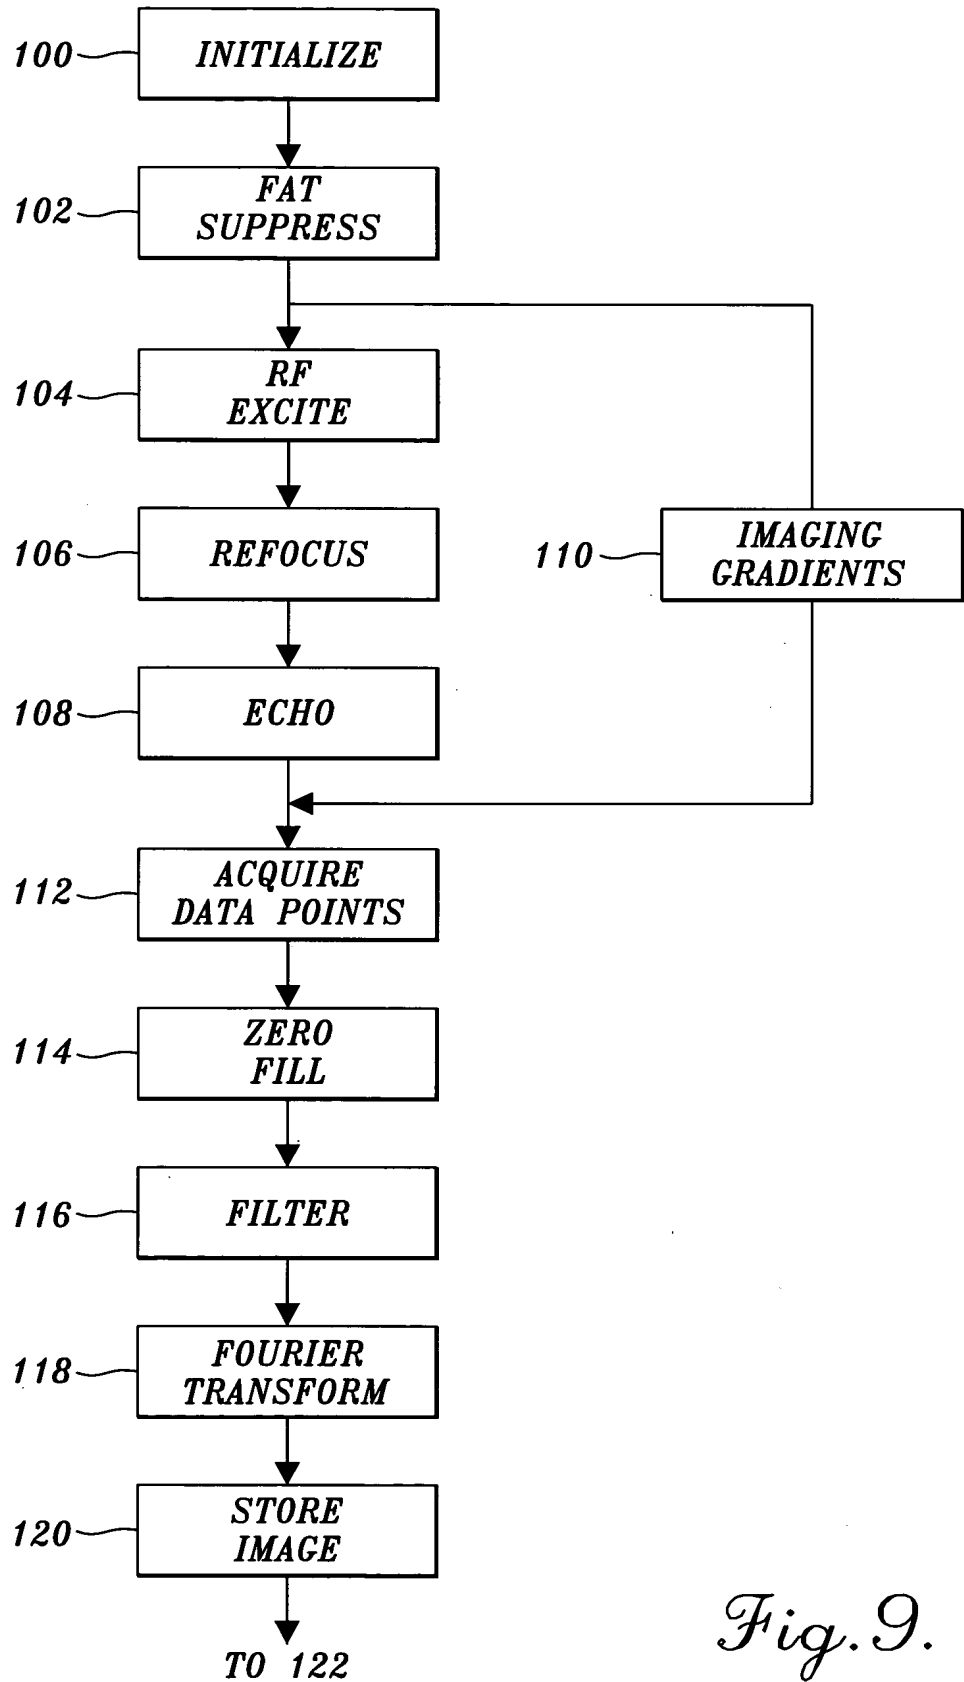 100
INITIALIZE
102
FAT
SUPPRESS
104
RF
EXCITE
106
REFOCUS
110
IMAGING
GRADIENTS
108
ECHO
112
ACQUIRE
DATA POINTS
114
ZERO
FILL
116
FILTER
118
FOURIER
TRANSFORM
120
STORE
IMAGE
TO 122
Fig. 9.